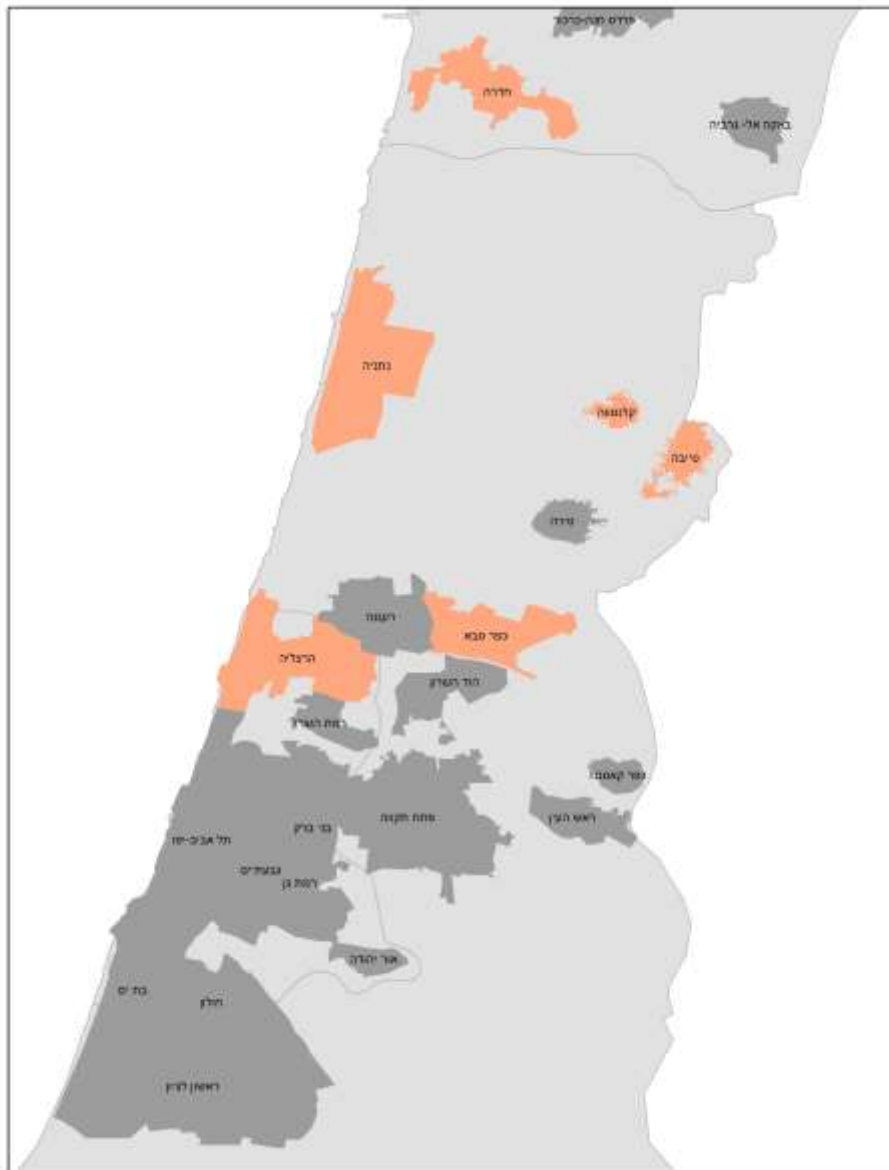 פרדס חנה-כרכור
חדרה
באקה אל- גרביה
נתניה
קלנסווה
טייבה
טירה
רעננה
כפר סבא
הרצליה
הוד השרון
רמת השרון
כפר קאסם
ראש העין
פתח תקווה
בני ברק
תל אביב-יפו
גבעתיים
רמת גן
אור יהודה
בת ים
חולון
ראשון לציון